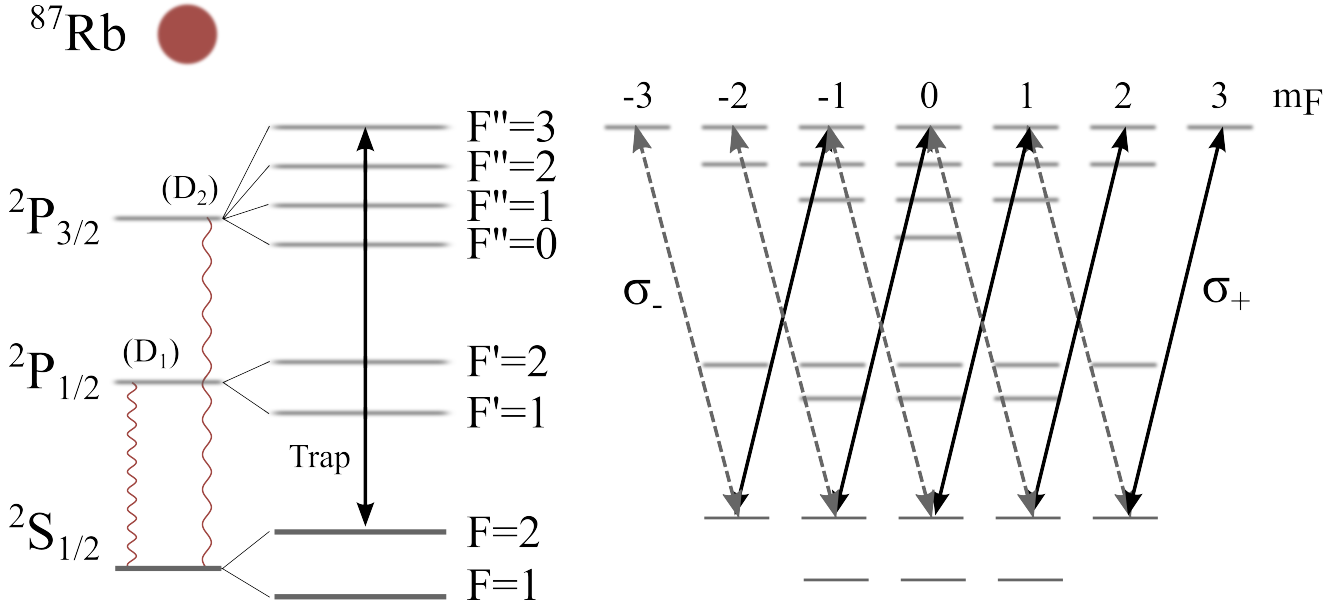 ⁸⁷Rb
-3 -2 -1 0 1 2 3 mF
F"=3
(D₂)
F"=2
²P₃/₂
F"=1
F"=0
σ₋
σ₊
(D₁)
²P₁/₂
F'=2
F'=1
Trap
²S₁/₂
F=2
F=1